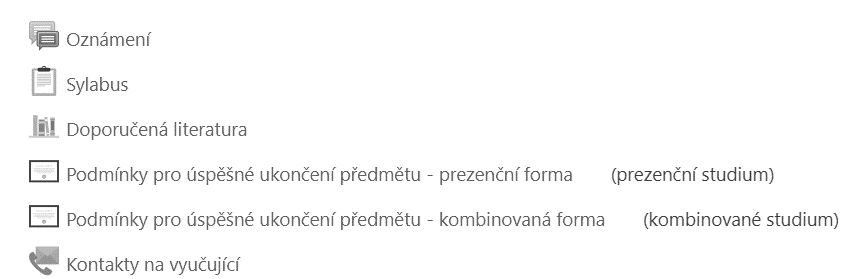 Oznámení
Sylabus
Doporučená literatura
Podmínky pro úspěšné ukončení předmětu - prezenční forma (prezenční studium)
Podmínky pro úspěšné ukončení předmětu - kombinovaná forma (kombinované studium)
Kontakty na vyučující